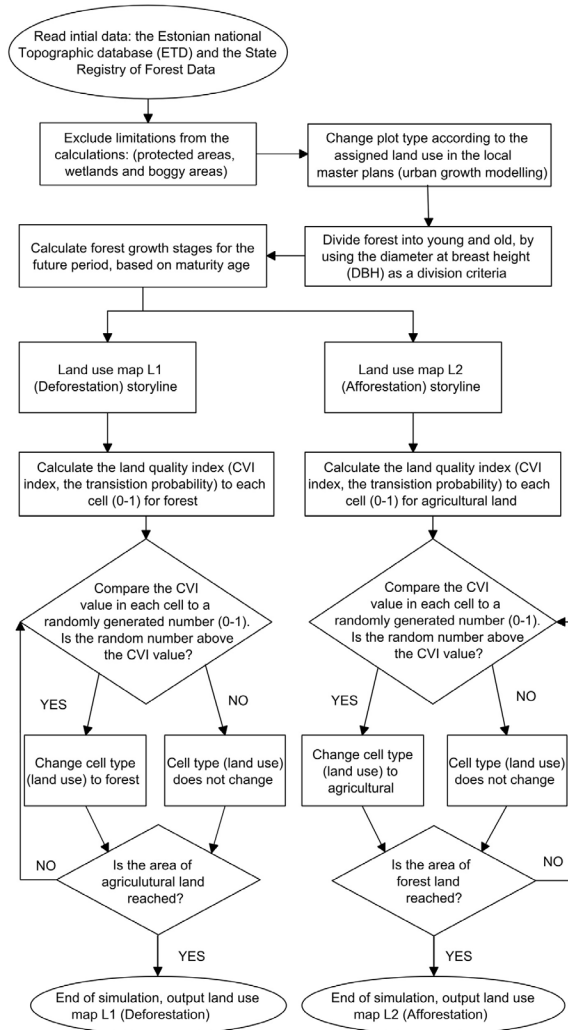 Read intial data: the Estonian national
Topographic database (ETD) and the State
Registry of Forest Data
Exclude limitations from the
calculations: (protected areas,
wetlands and boggy areas)
Change plot type according to the
assigned land use in the local
master plans (urban growth modelling)
Calculate forest growth stages for the
future period, based on maturity age
Divide forest into young and old, by
using the diameter at breast height
(DBH) as a division criteria
Land use map L1
(Deforestation) storyline
Land use map L2
(Afforestation) storyline
Calculate the land quality index (CVI
index, the transistion probability) to each
cell (0-1) for forest
Calculate the land quality index (CVI
index, the transistion probability) to each
cell (0-1) for agricultural land
Compare the CVI
value in each cell to a
randomly generated number (0-1).
Is the random number above
the CVI value?
Compare the CVI
value in each cell to a
randomly generated number (0-1).
Is the random number above
the CVI value?
YES
NO
YES
NO
Change cell type
(land use) to forest
Cell type (land use)
does not change
Change cell type
(land use) to
agricultural
Cell type (land use)
does not change
NO
Is the area of
agriculutural land
reached?
Is the area of
forest land
reached?
NO
YES
YES
End of simulation, output land use
map L1 (Deforestation)
End of simulation, output land use
map L2 (Afforestation)